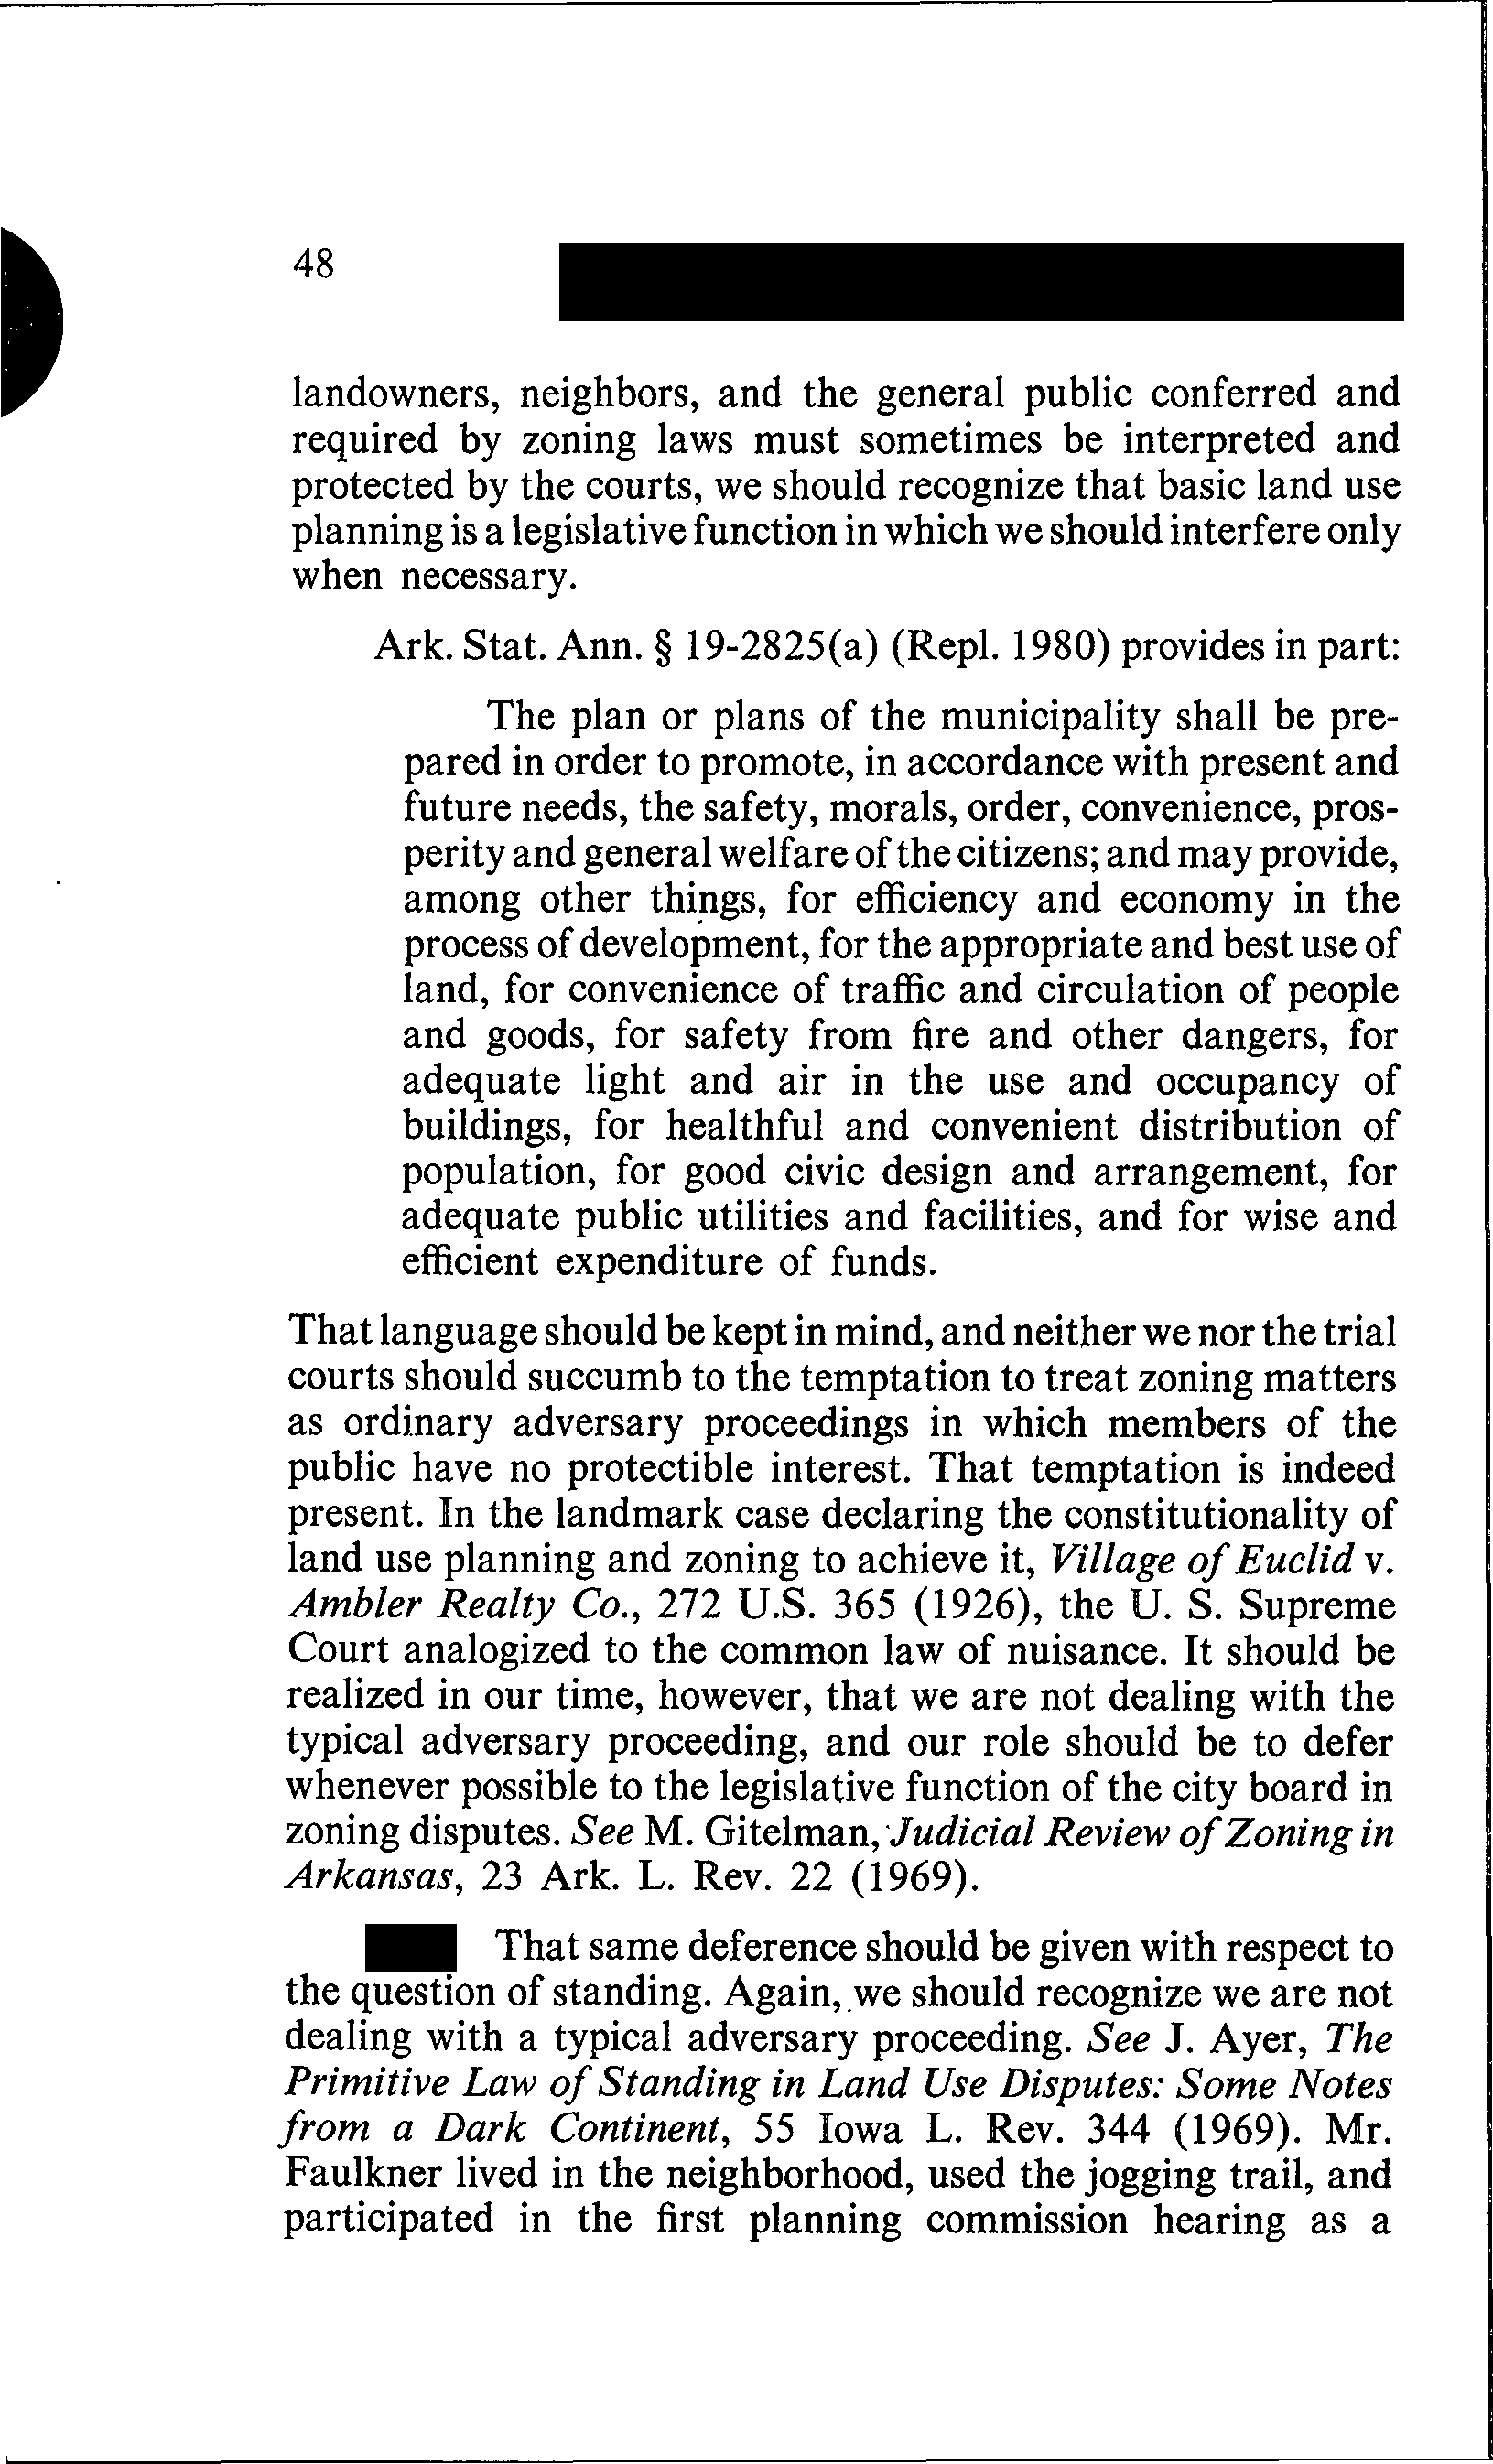 48
landowners, neighbors, and the general public conferred and
required by zoning laws must sometimes be interpreted and
protected by the courts, we should recognize that basic land use
planning is a legislative function in which we should interfere only
when necessary.
Ark. Stat. Ann. § 19-2825(a) (Repl. 1980) provides in part:
The plan or plans of the municipality shall be pre-
pared in order to promote, in accordance with present and
future needs, the safety, morals, order, convenience, pros-
perity and general welfare of the citizens; and may provide,
among other things, for efficiency and economy in the
process of development, for the appropriate and best use of
land, for convenience of traffic and circulation of people
and goods, for safety from fire and other dangers, for
adequate light and air in the use and occupancy of
buildings, for healthful and convenient distribution of
population, for good civic design and arrangement, for
adequate public utilities and facilities, and for wise and
efficient expenditure of funds.
That language should be kept in mind, and neither we nor the trial
courts should succumb to the temptation to treat zoning matters
as ordinary adversary proceedings in which members of the
public have no protectible interest. That temptation is indeed
present. In the landmark case declaring the constitutionality of
land use planning and zoning to achieve it, Village of Euclid v.
Ambler Realty Co., 272 U.S. 365 (1926), the U. S. Supreme
Court analogized to the common law of nuisance. It should be
realized in our time, however, that we are not dealing with the
typical adversary proceeding, and our role should be to defer
whenever possible to the legislative function of the city board in
zoning disputes. See M. Gitelman, Judicial Review of Zoning in
Arkansas, 23 Ark. L. Rev. 22 (1969).
That same deference should be given with respect to
the question of standing. Again, we should recognize we are not
dealing with a typical adversary proceeding. See J. Ayer, The
Primitive Law of Standing in Land Use Disputes: Some Notes
from a Dark Continent, 55 Iowa L. Rev. 344 (1969). Mr.
Faulkner lived in the neighborhood, used the jogging trail, and
participated in the first planning commission hearing as a